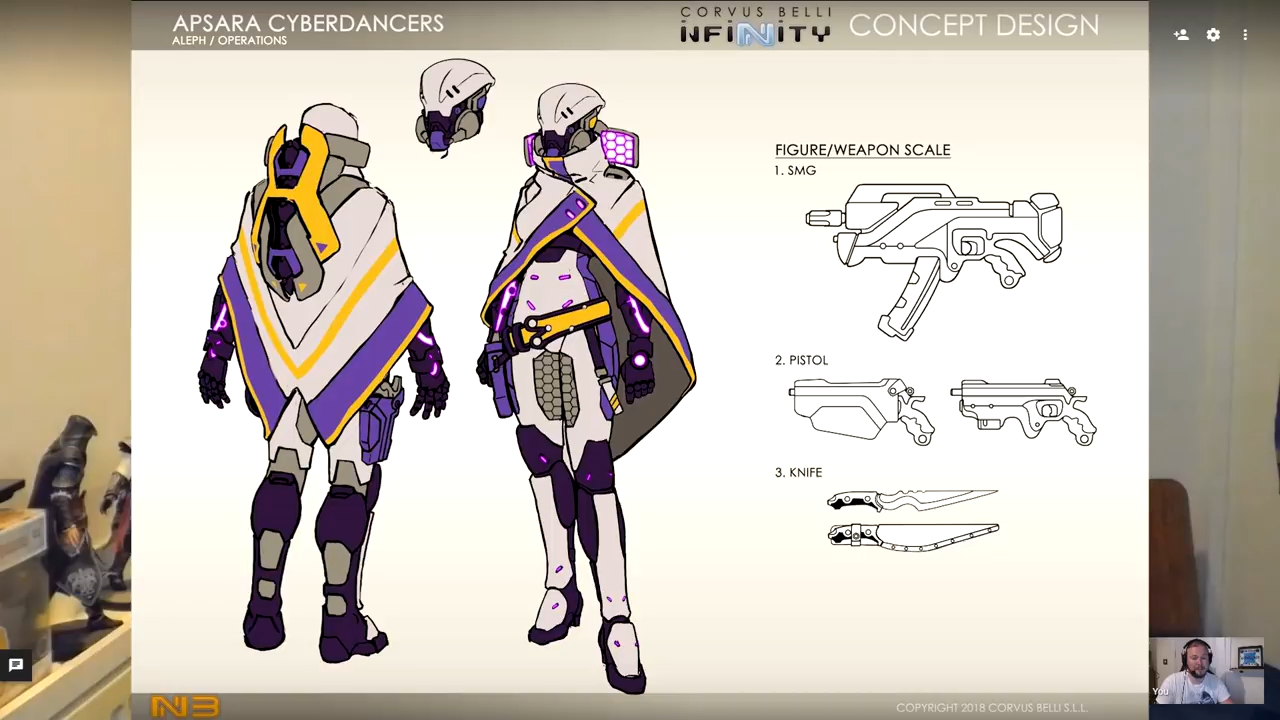 APSARA CYBERDANCERS
ALEPH / OPERATIONS
CORVUS BELLI
INFINITY
CONCEPT DESIGN
FIGURE/WEAPON SCALE
1. SMG
2. PISTOL
3. KNIFE
You
N3
COPYRIGHT 2018 CORVUS BELLI S.L.L.